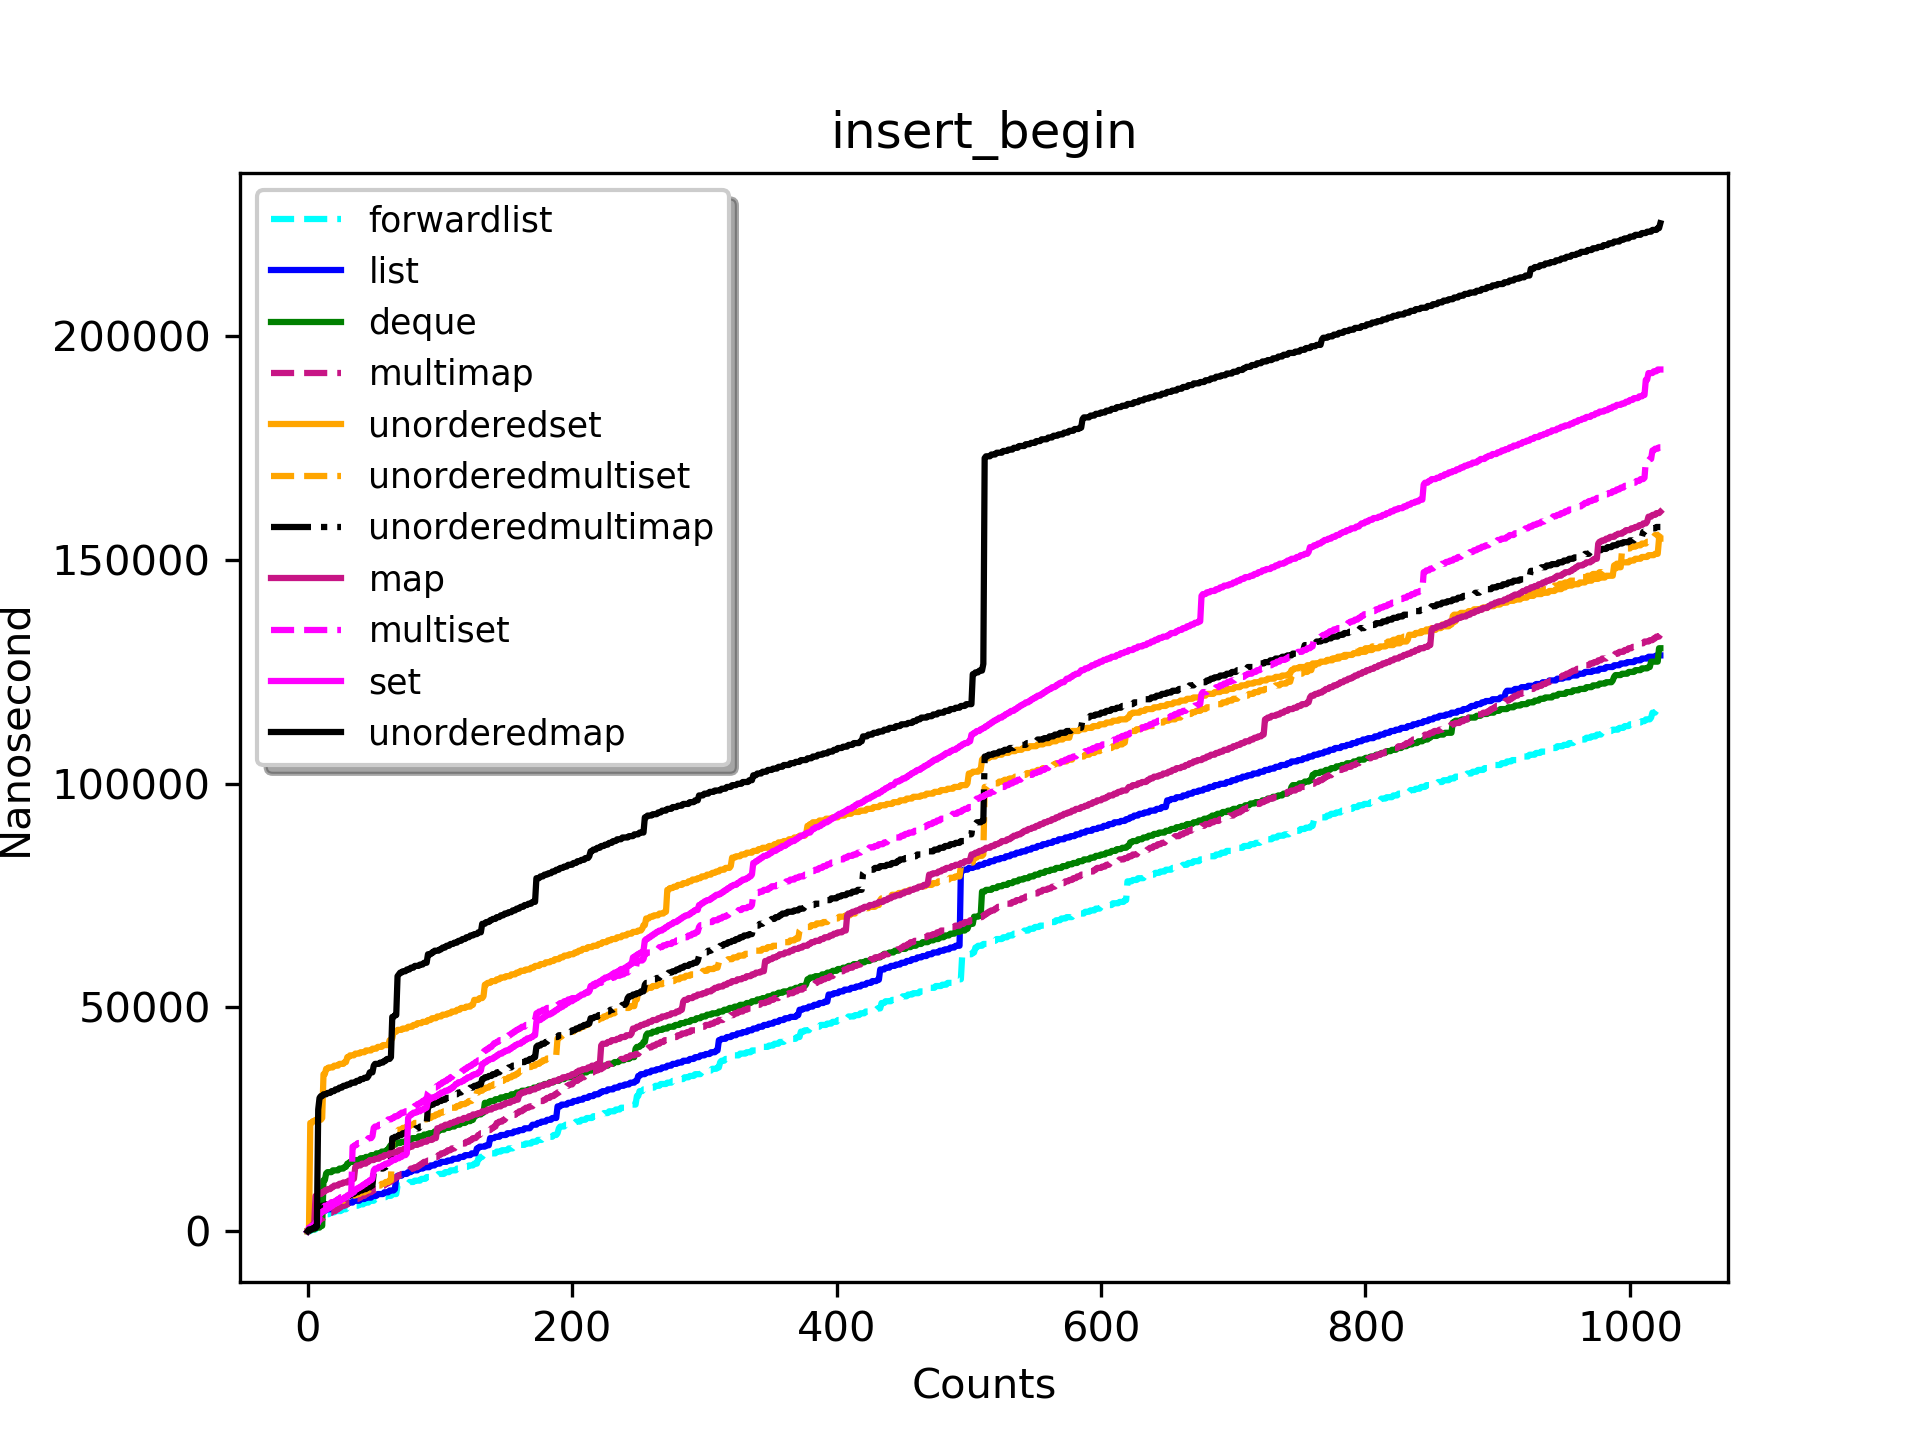 insert_begin
forwardlist
list
deque
multimap
unorderedset
unorderedmultiset
unorderedmultimap
map
multiset
set
unorderedmap
Nanosecond
200000
150000
100000
50000
0
0 200 400 600 800 1000
Counts